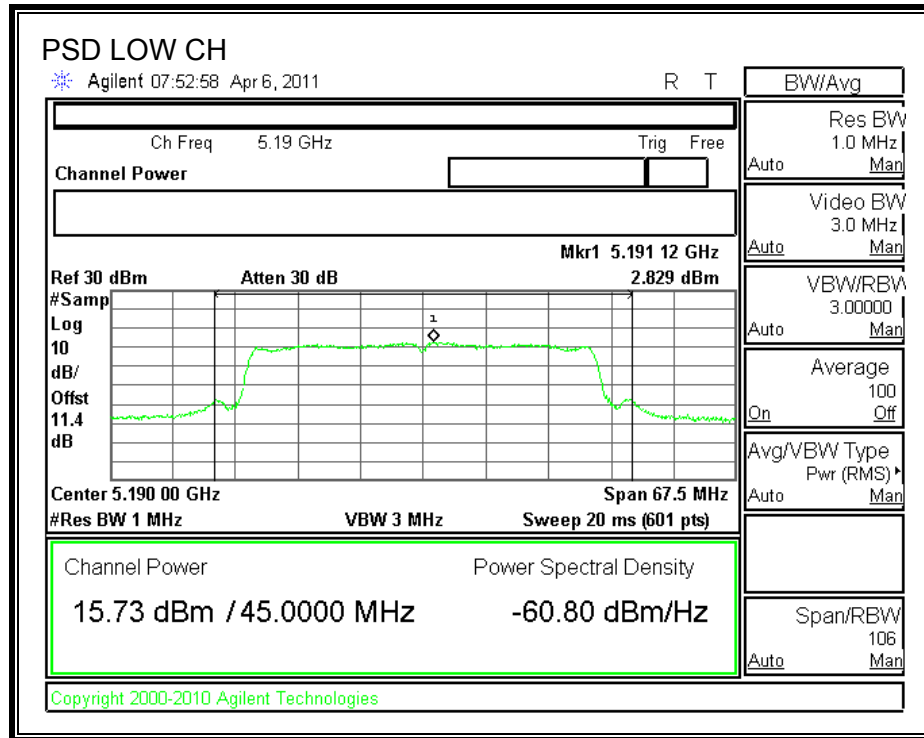 PSD LOW CH
Agilent 07:52:58 Apr 6, 2011 R T
Ch Freq 5.19 GHz Trig Free
Channel Power
Mkr1 5.191 12 GHz
Ref 30 dBm Atten 30 dB 2.829 dBm
#Samp
Log
10
dB/
Offst
11.4
dB
1
Center 5.190 00 GHz Span 67.5 MHz
#Res BW 1 MHz VBW 3 MHz Sweep 20 ms (601 pts)
Channel Power Power Spectral Density
15.73 dBm / 45.0000 MHz -60.80 dBm/Hz
Copyright 2000-2010 Agilent Technologies
BW/Avg
Res BW
1.0 MHz
Auto Man
Video BW
3.0 MHz
Auto Man
VBW/RBW
3.00000
Auto Man
Average
100
On Off
Avg/VBW Type
Pwr (RMS)
Auto Man
Span/RBW
106
Auto Man